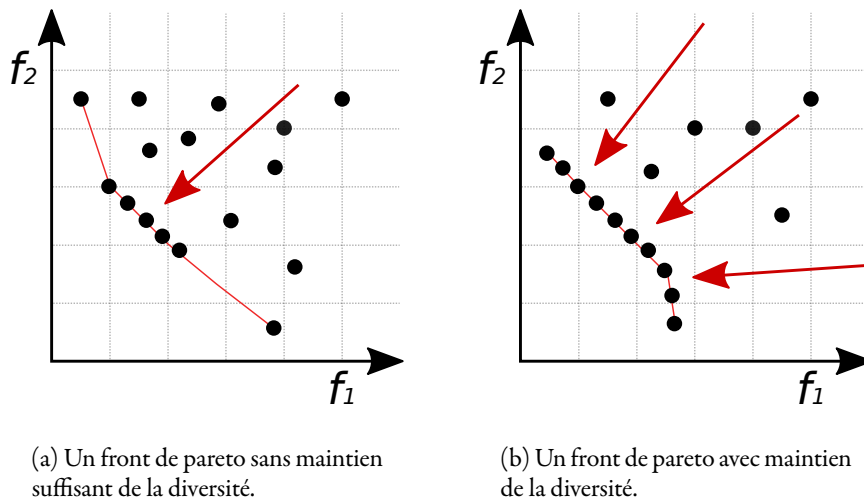 f2
f1
(a) Un front de pareto sans maintien
suffisant de la diversité.
f2
f1
(b) Un front de pareto avec maintien
de la diversité.